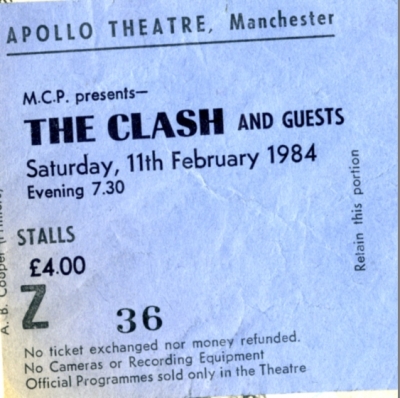 APOLLO THEATRE, Manchester
M.C.P. presents—
THE CLASH AND GUESTS
Saturday, 11th February 1984
Evening 7.30
STALLS
£4.00
Z 36
No ticket exchanged nor money refunded.
No Cameras or Recording Equipment
Official Programmes sold only in the Theatre
Retain this portion
A. B. Cooper